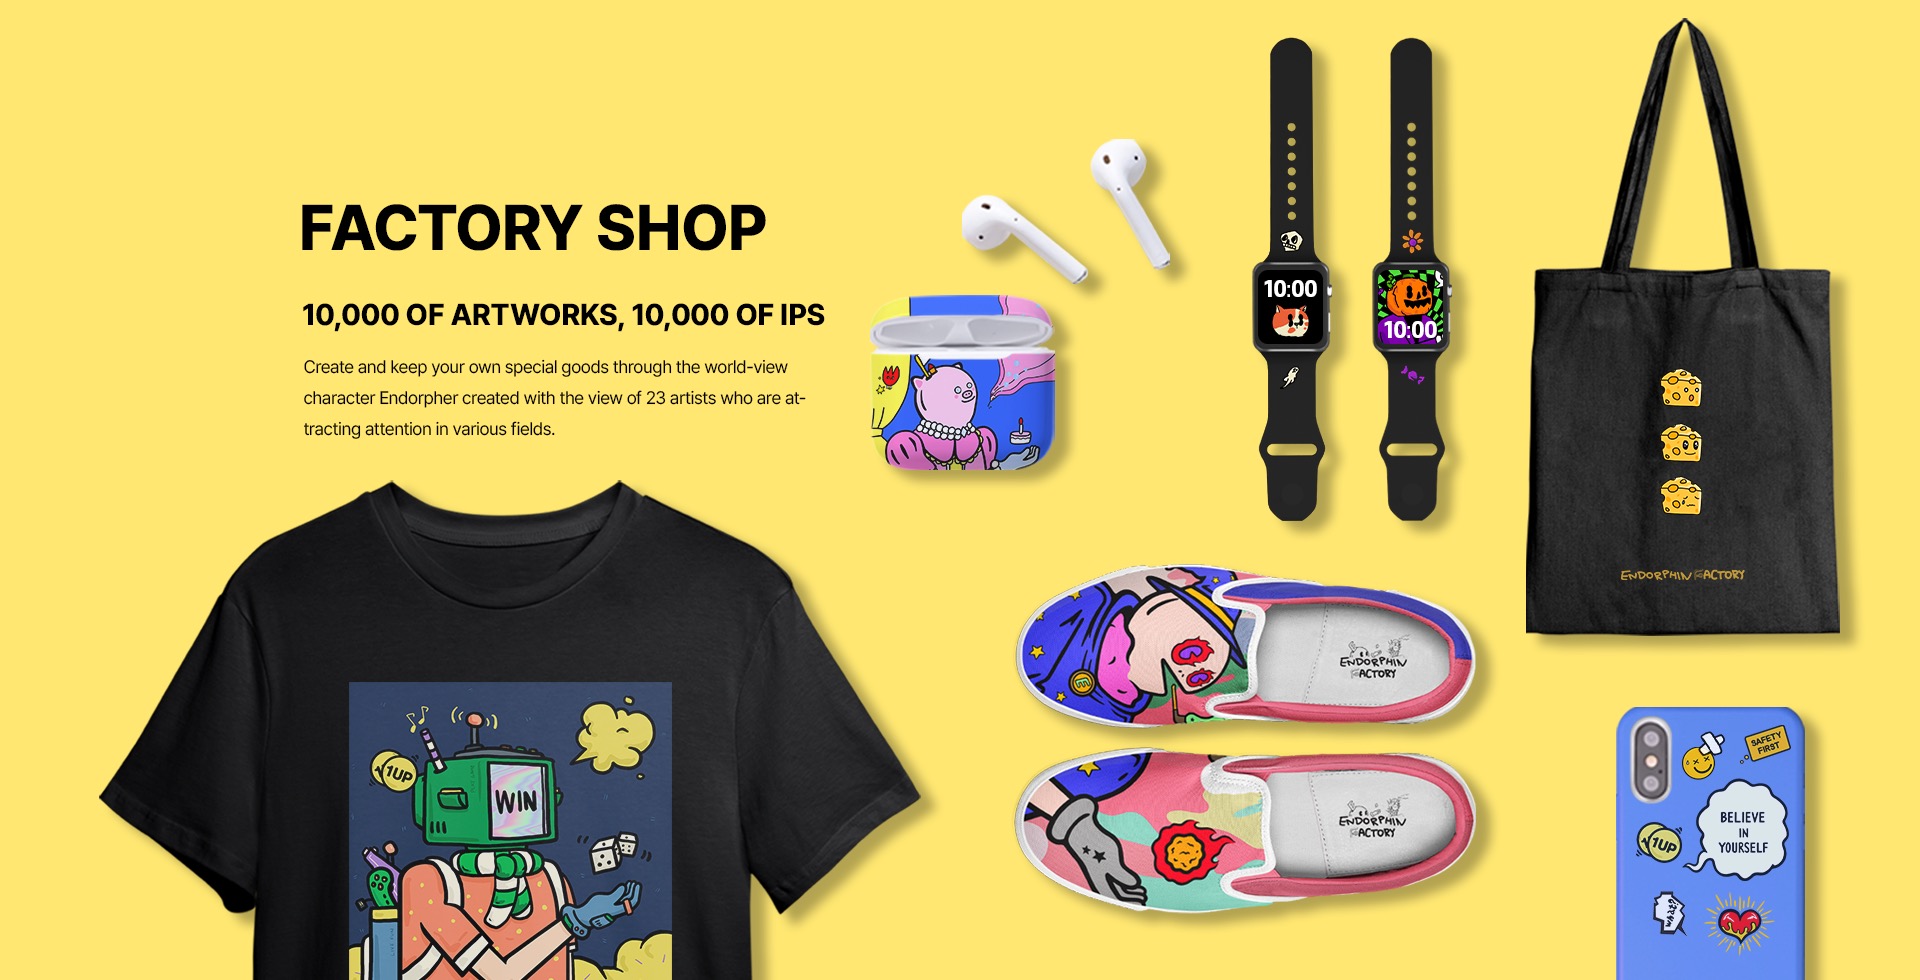 FACTORY SHOP
10,000 OF ARTWORKS, 10,000 OF IPS
Create and keep your own special goods through the world-view
character Endorpher created with the view of 23 artists who are at-
tracting attention in various fields.
10:00
10:00
ENDORPHIN FACTORY
ENDORPHIN
FACTORY
ENDORPHIN
FACTORY
1UP
WIN
SAFETY
FIRST
BELIEVE
IN
YOURSELF
1UP
what?